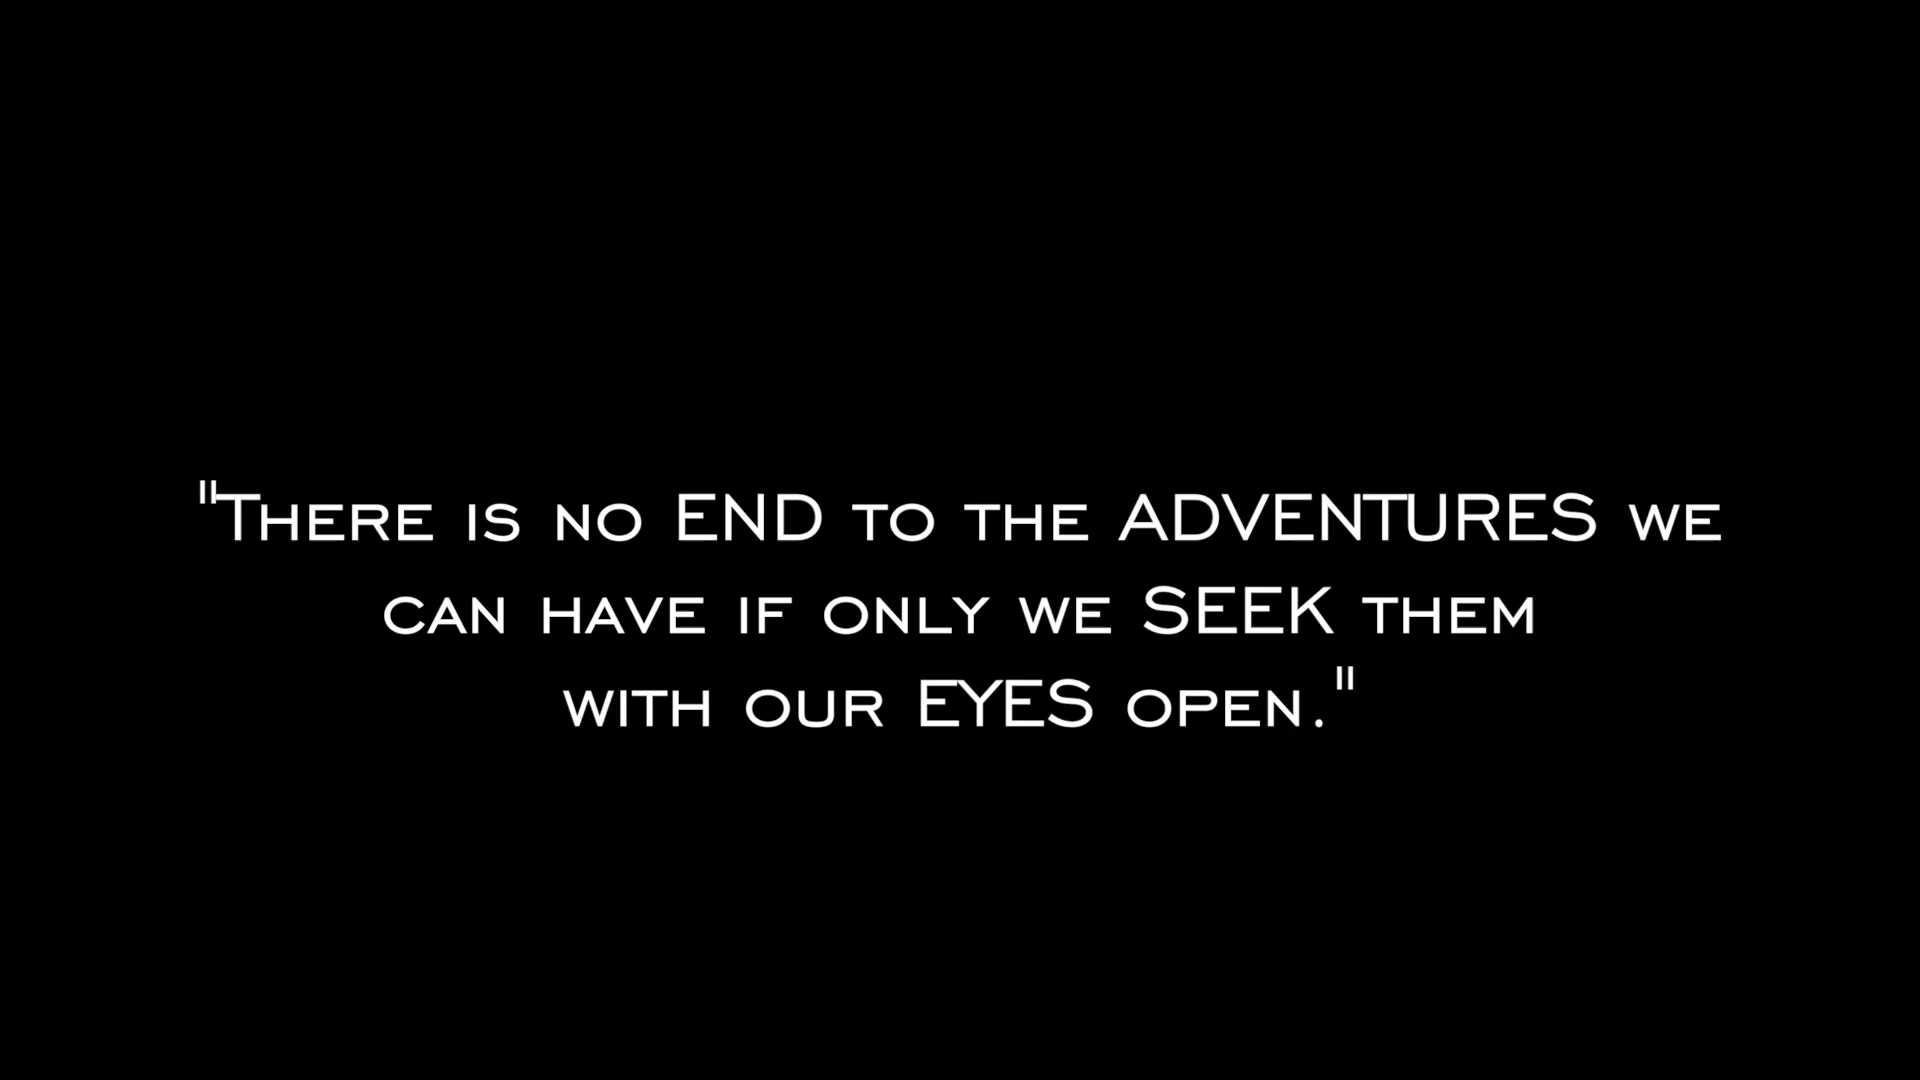 "There is no END to the ADVENTURES we
can have if only we SEEK them
with our EYES open."